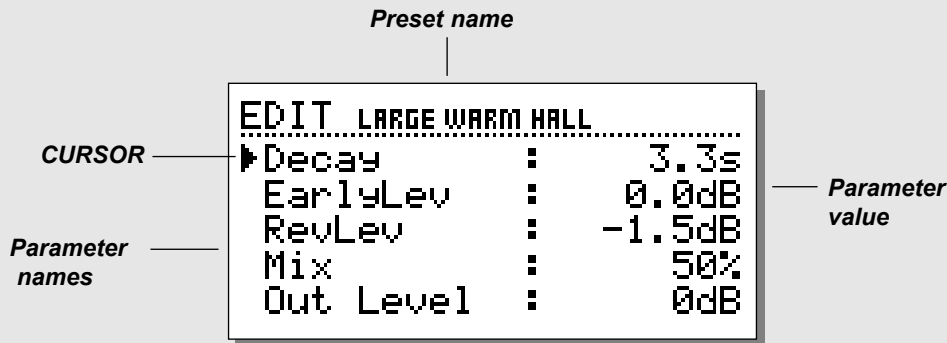 Preset name
EDIT LARGE WARM HALL
CURSOR
Decay : 3.3s
EarlyLev : 0.0dB
RevLev : -1.5dB
Mix : 50%
Out Level : 0dB
Parameter value
Parameter names